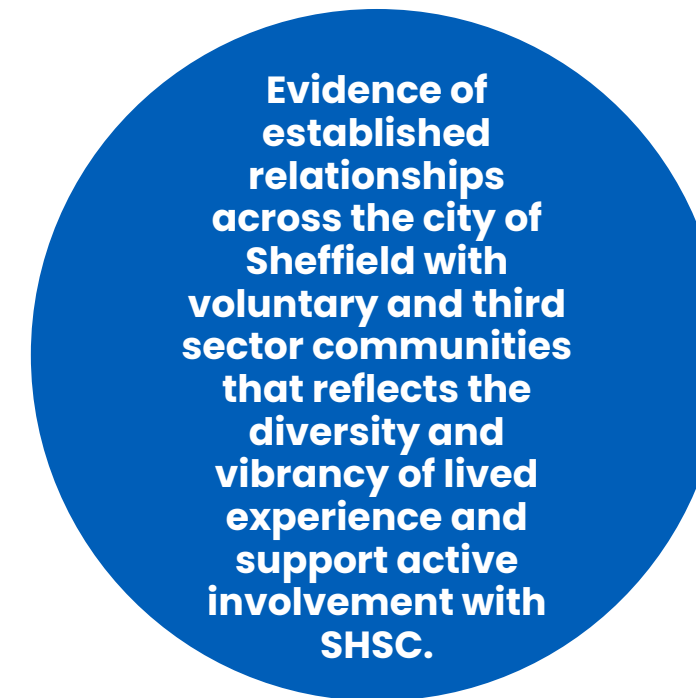 Evidence of
established
relationships
across the city of
Sheffield with
voluntary and third
sector communities
that reflects the
diversity and
vibrancy of lived
experience and
support active
involvement with
SHSC.